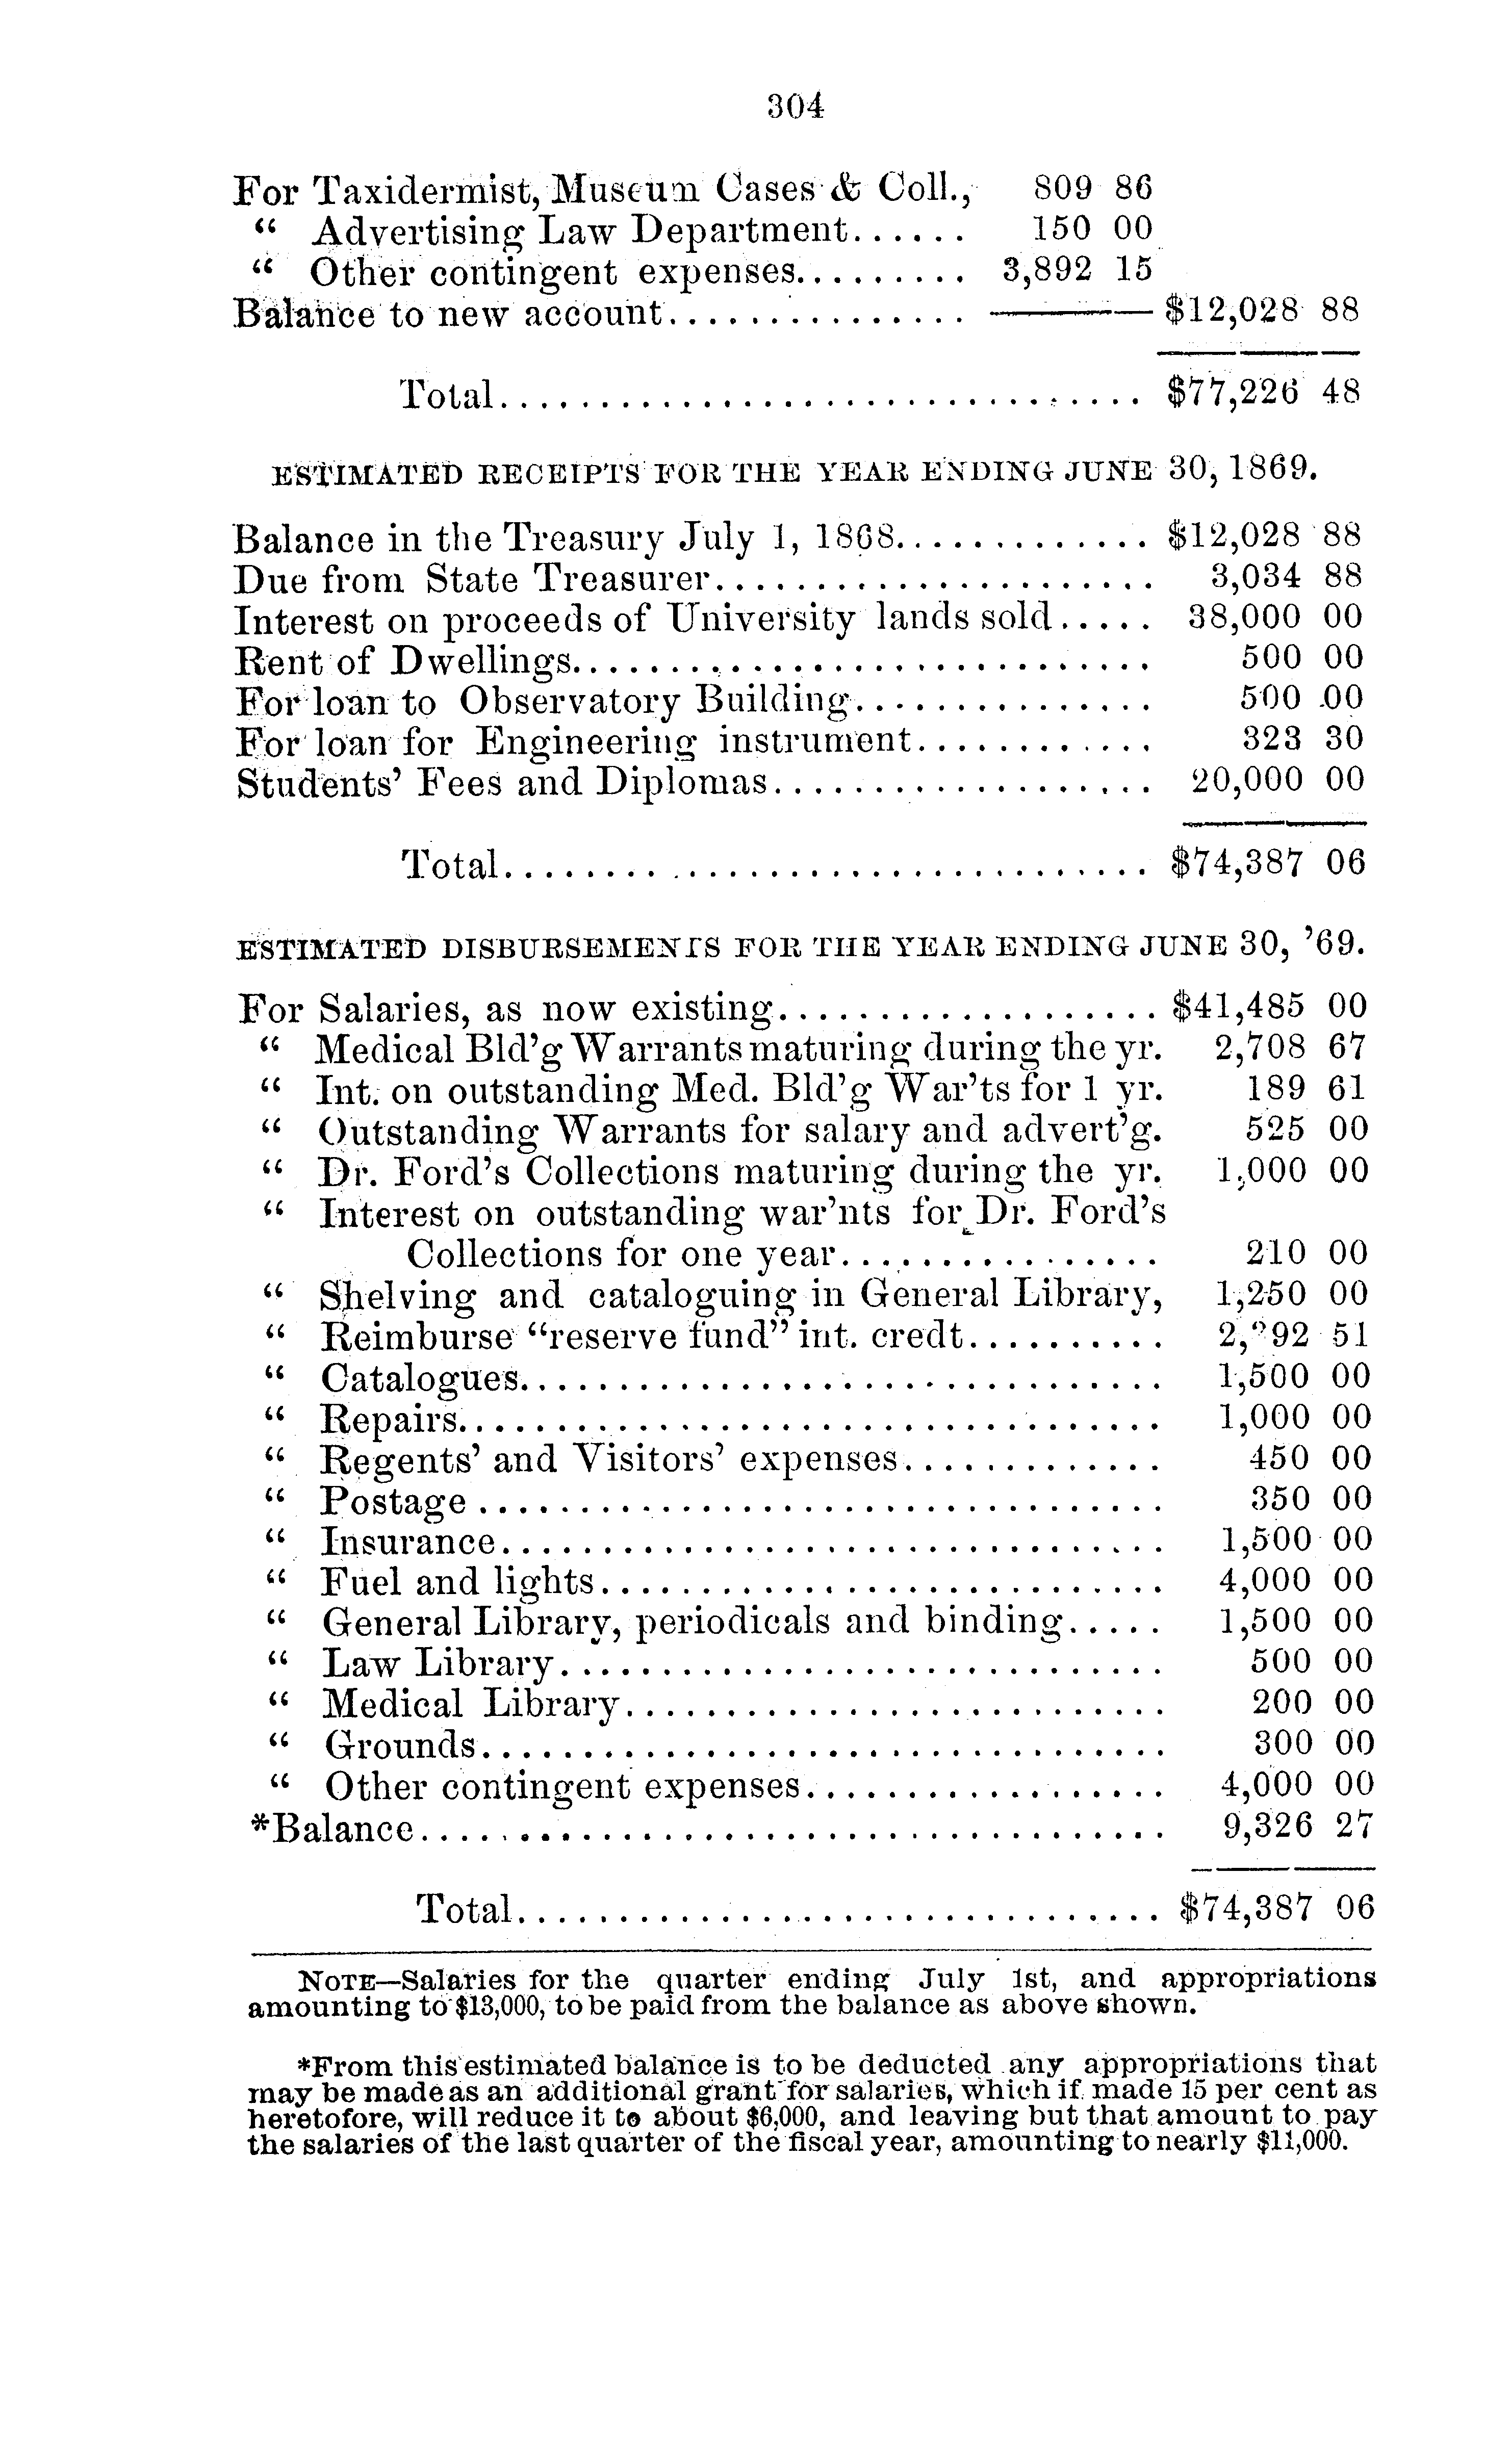 304
For Taxidermist, Museum Cases & Coll., 809 86
“ Advertising Law Department...... 150 00
“ Other contingent expenses......... 3,892 15
Balance to new account............... ——— $12,028 88
Total................................ $77,226 48
ESTIMATED RECEIPTS FOR THE YEAR ENDING JUNE 30, 1869.
Balance in the Treasury July 1, 1868............. $12,028 88
Due from State Treasurer...................... 3,034 88
Interest on proceeds of University lands sold..... 38,000 00
Rent of Dwellings............................. 500 00
For loan to Observatory Building............... 500 00
For loan for Engineering instrument............ 323 30
Students’ Fees and Diplomas................... 20,000 00
Total................................ $74,387 06
ESTIMATED DISBURSEMENTS FOR THE YEAR ENDING JUNE 30, ’69.
For Salaries, as now existing................... $41,485 00
“ Medical Bld’g Warrants maturing during the yr. 2,708 67
“ Int. on outstanding Med. Bld’g War’ts for 1 yr. 189 61
“ Outstanding Warrants for salary and advert’g. 525 00
“ Dr. Ford’s Collections maturing during the yr. 1,000 00
“ Interest on outstanding war’nts for Dr. Ford’s
Collections for one year................ 210 00
“ Shelving and cataloguing in General Library, 1,250 00
“ Reimburse “reserve fund” int. credt.......... 2,392 51
“ Catalogues................................ 1,500 00
“ Repairs................................... 1,000 00
“ Regents’ and Visitors’ expenses............. 450 00
“ Postage .................................. 350 00
“ Insurance................................. 1,500 00
“ Fuel and lights............................ 4,000 00
“ General Library, periodicals and binding..... 1,500 00
“ Law Library.............................. 500 00
“ Medical Library........................... 200 00
“ Grounds.................................. 300 00
“ Other contingent expenses.................. 4,000 00
*Balance..................................... 9,326 27
Total................................ $74,387 06
NOTE—Salaries for the quarter ending July 1st, and appropriations
amounting to $13,000, to be paid from the balance as above shown.
*From this estimated balance is to be deducted any appropriations that
may be made as an additional grant for salaries, which if made 15 per cent as
heretofore, will reduce it to about $6,000, and leaving but that amount to pay
the salaries of the last quarter of the fiscal year, amounting to nearly $11,000.